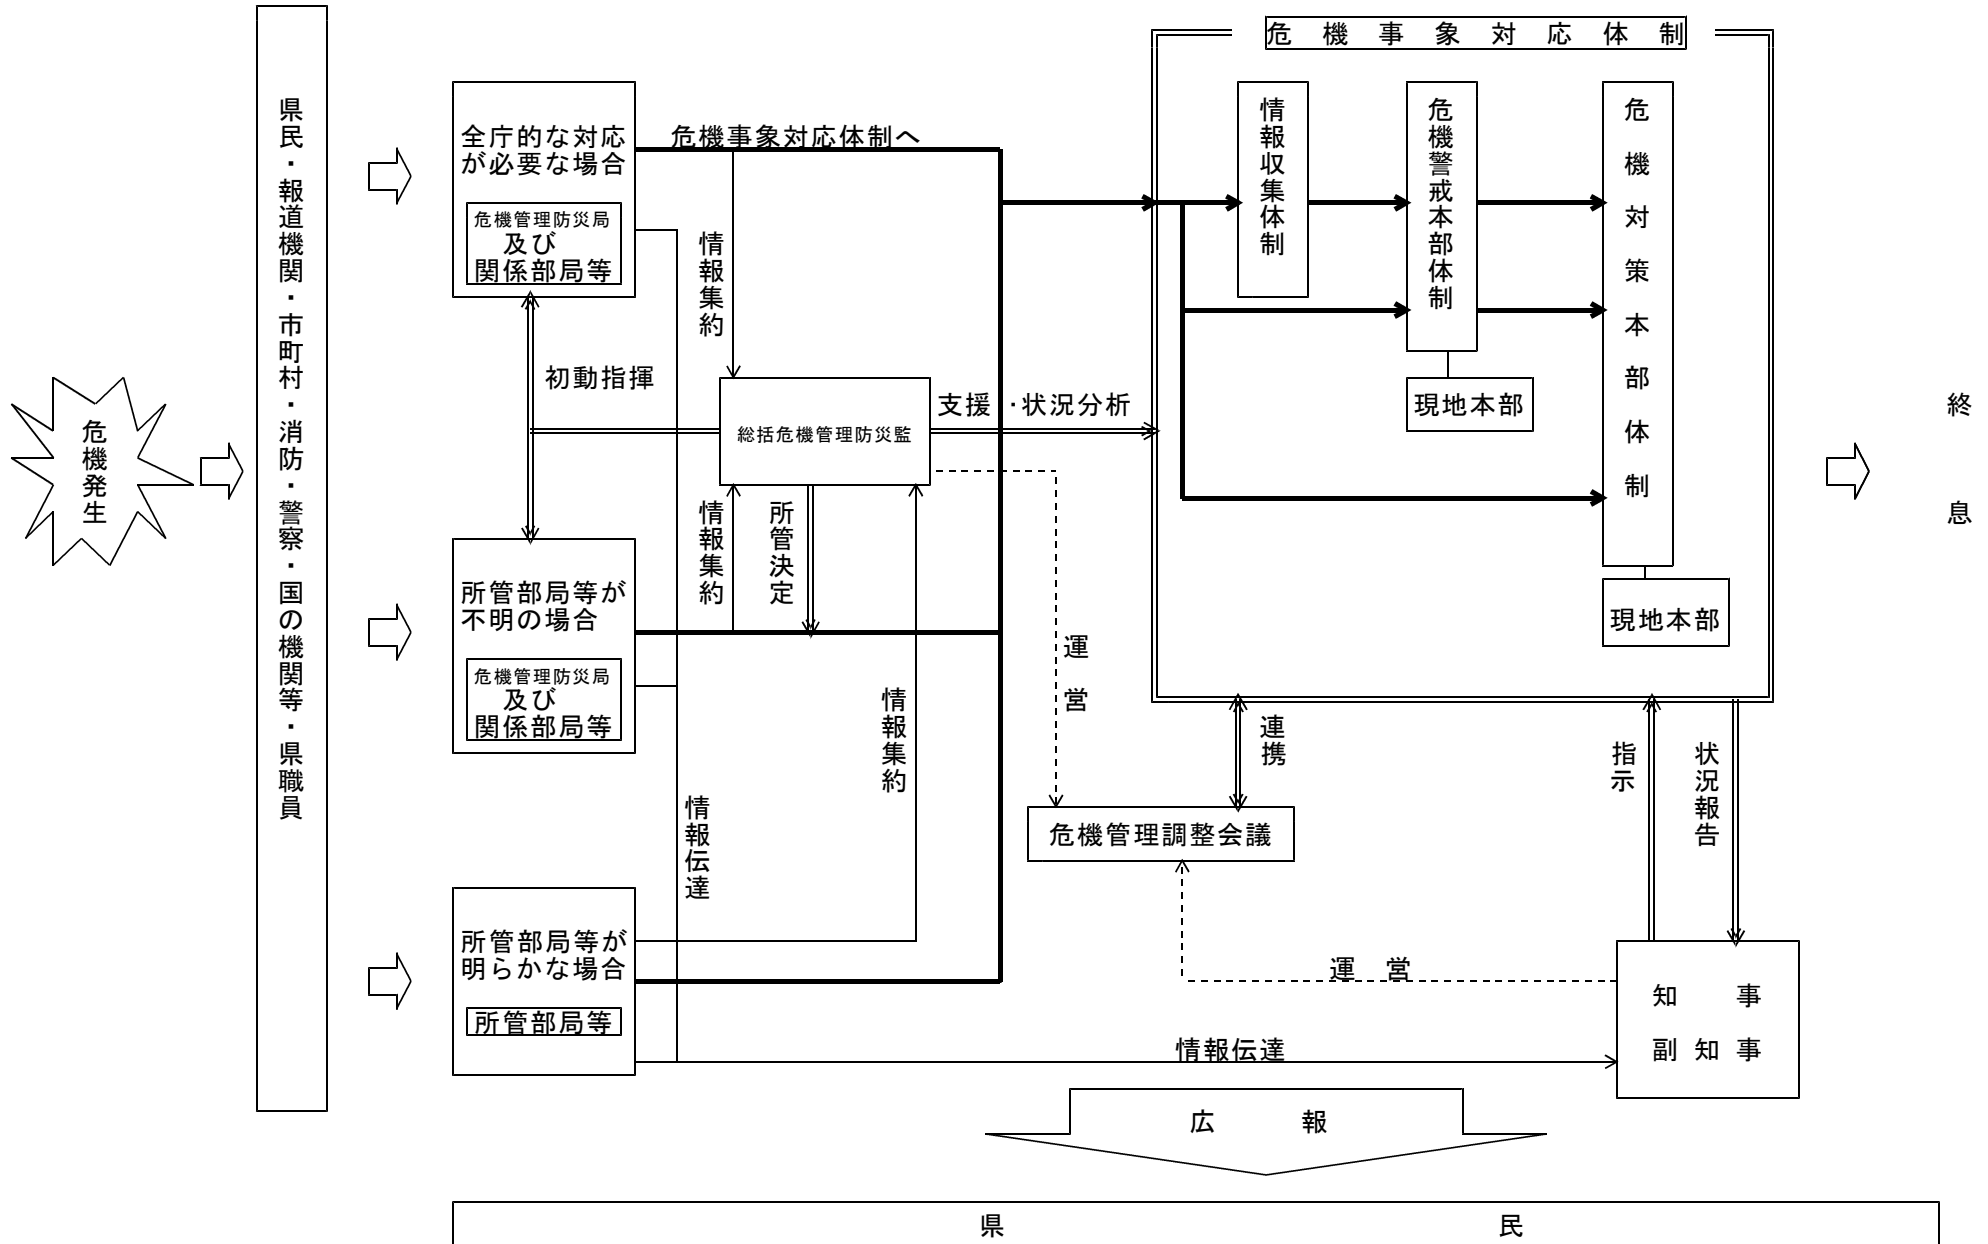 危機発生
県民・報道機関・市町村・消防・警察・国の機関等・県職員
全庁的な対応
が必要な場合
危機管理防災局
及び
関係部局等
危機事象対応体制へ
情報集約
初動指揮
総括危機管理防災監
支援・状況分析
情報集約
所管決定
所管部局等が
不明の場合
危機管理防災局
及び
関係部局等
情報集約
情報伝達
所管部局等が
明らかな場合
所管部局等
危機事象対応体制
情報収集体制
危機警戒本部体制
現地本部
危機対策本部体制
現地本部
運営
連携
危機管理調整会議
指示
状況報告
運営
知事
副知事
情報伝達
終息
広報
県民